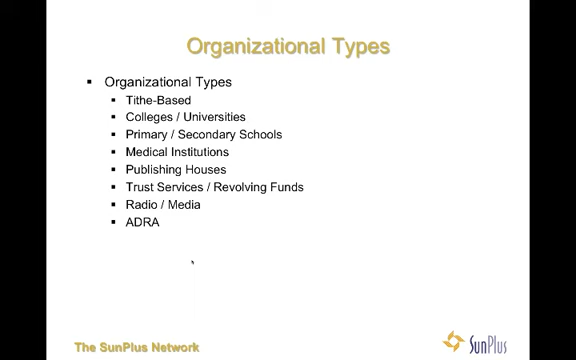 Organizational Types
▪ Organizational Types
▪ Tithe-Based
▪ Colleges / Universities
▪ Primary / Secondary Schools
▪ Medical Institutions
▪ Publishing Houses
▪ Trust Services / Revolving Funds
▪ Radio / Media
▪ ADRA
The SunPlus Network
SunPlus